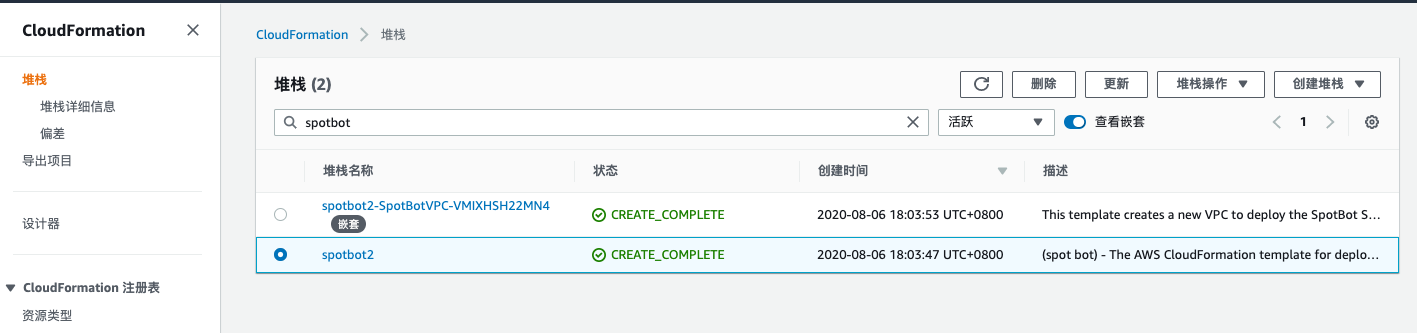 CloudFormation
CloudFormation 堆栈
堆栈
堆栈详细信息
偏差
导出项目
设计器
CloudFormation 注册表
资源类型
堆栈 (2)
删除 更新 堆栈操作 创建堆栈
spotbot 活跃 查看嵌套 1
堆栈名称 状态 创建时间 描述
spotbot2-SpotBotVPC-VMIXHSH22MN4 CREATE_COMPLETE 2020-08-06 18:03:53 UTC+0800 This template creates a new VPC to deploy the SpotBot S...
嵌套
spotbot2 CREATE_COMPLETE 2020-08-06 18:03:47 UTC+0800 (spot bot) - The AWS CloudFormation template for deplo...